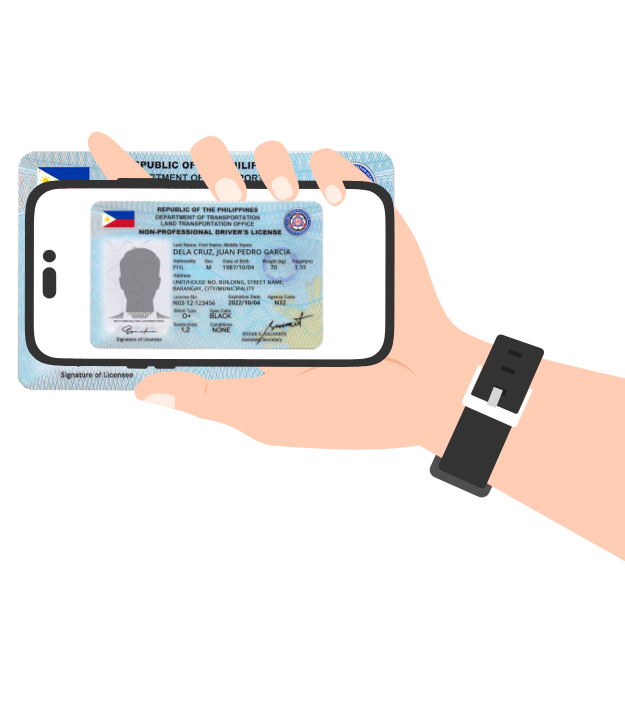 REPUBLIC OF THE PHILIPPINES
DEPARTMENT OF TRANSPORTATION
LAND TRANSPORTATION OFFICE
NON-PROFESSIONAL DRIVER'S LICENSE
Last Name, First Name, Middle Name
DELA CRUZ, JUAN PEDRO GARCIA
Nationality Sex Date of Birth Weight (kg) Height(m)
PHL M 1987/10/04 70 1.55
Address
UNIT/HOUSE NO. BUILDING, STREET NAME,
BARANGAY, CITY/MUNICIPALITY
License No. Expiration Date Agency Code
N03-12-123456 2022/10/04 N32
Blood Type Eyes Color
O+ BLACK
Restrictions Conditions
1,2 NONE
EDGAR C. GALVANTE
Signature of Licensee Assistant Secretary
Signature of Licensee